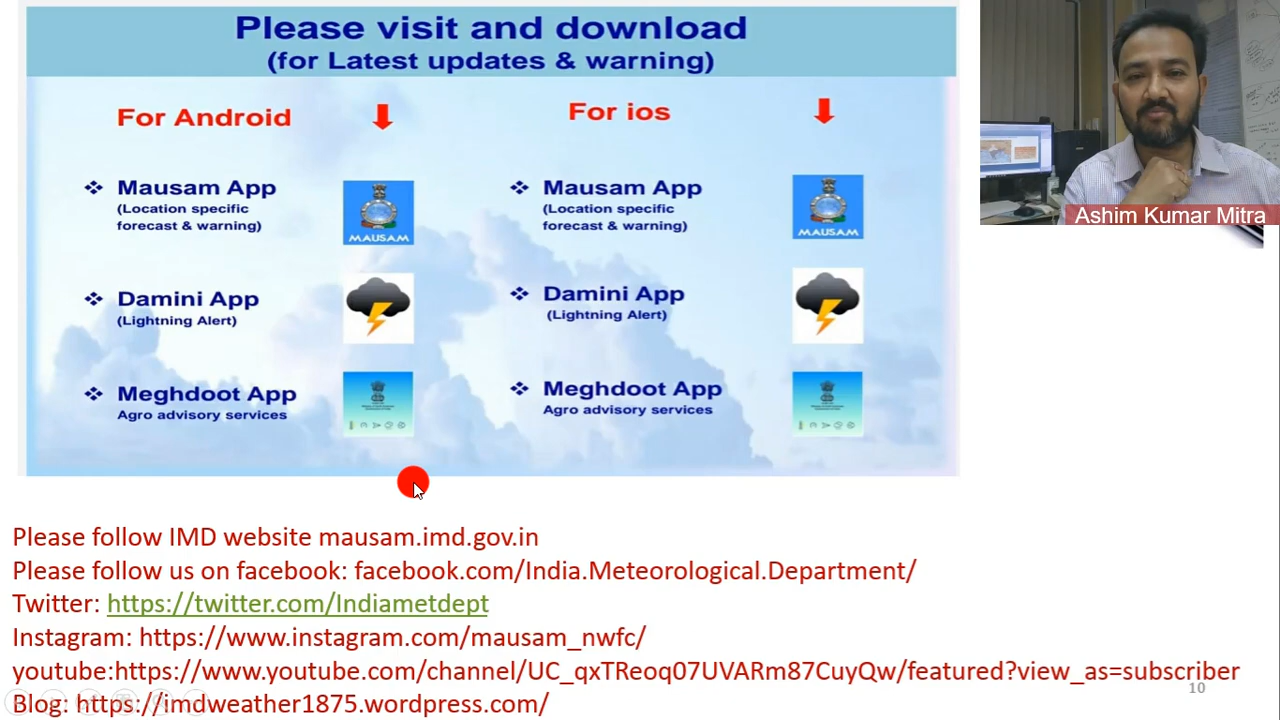 Please visit and download
(for Latest updates & warning)
For Android
For ios
Mausam App
(Location specific
forecast & warning)
MAUSAM
Mausam App
(Location specific
forecast & warning)
MAUSAM
Damini App
(Lightning Alert)
Damini App
(Lightning Alert)
Meghdoot App
Agro advisory services
Meghdoot App
Agro advisory services
Ashim Kumar Mitra
Please follow IMD website mausam.imd.gov.in
Please follow us on facebook: facebook.com/India.Meteorological.Department/
Twitter: https://twitter.com/Indiametdept
Instagram: https://www.instagram.com/mausam_nwfc/
youtube:https://www.youtube.com/channel/UC_qxTReoq07UVARm87CuyQw/featured?view_as=subscriber
10
Blog: https://imdweather1875.wordpress.com/